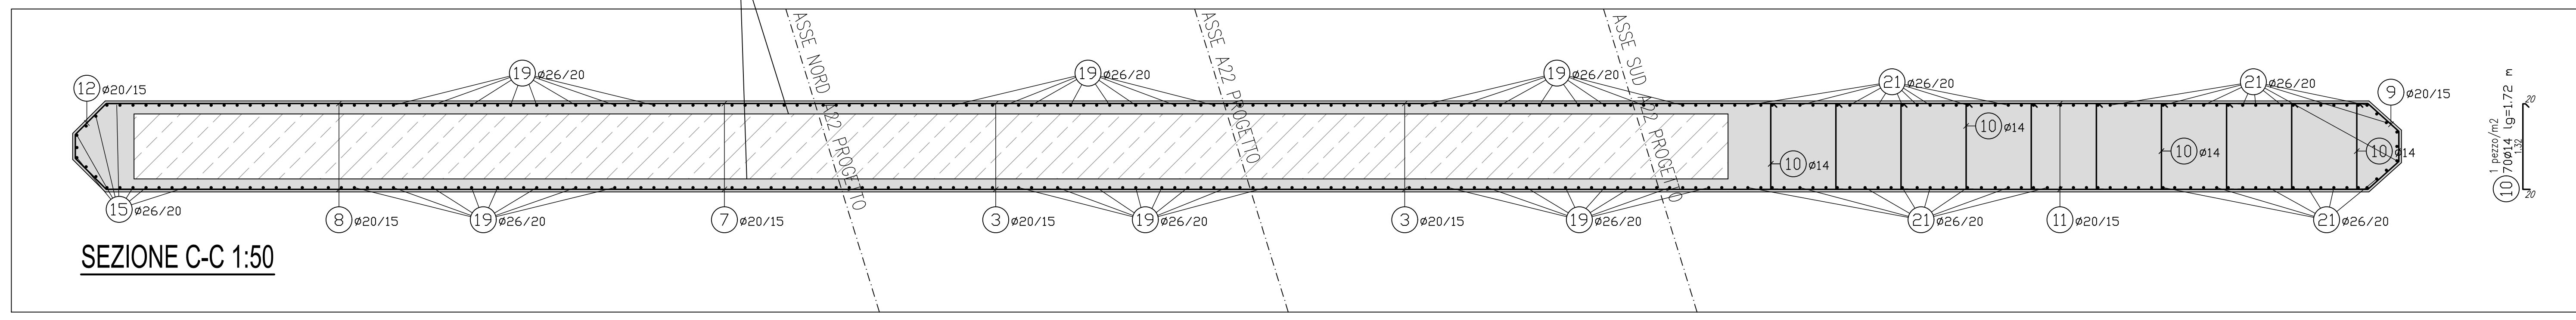 ASSE NORD A22 PROGETTO
ASSE A22 PROGETTO
ASSE SUD A22 PROGETTO
19 ø26/20
19 ø26/20
19 ø26/20
21 ø26/20
21 ø26/20
12 ø20/15
9 ø20/15
10 ø14
10 ø14
10 ø14
10 ø14
15 ø26/20
8 ø20/15
19 ø26/20
7 ø20/15
3 ø20/15
19 ø26/20
3 ø20/15
19 ø26/20
21 ø26/20
11 ø20/15
21 ø26/20
1 pezzo/m2
10 70ø14 lg=1.72 m
1.32
20
20
SEZIONE C-C 1:50